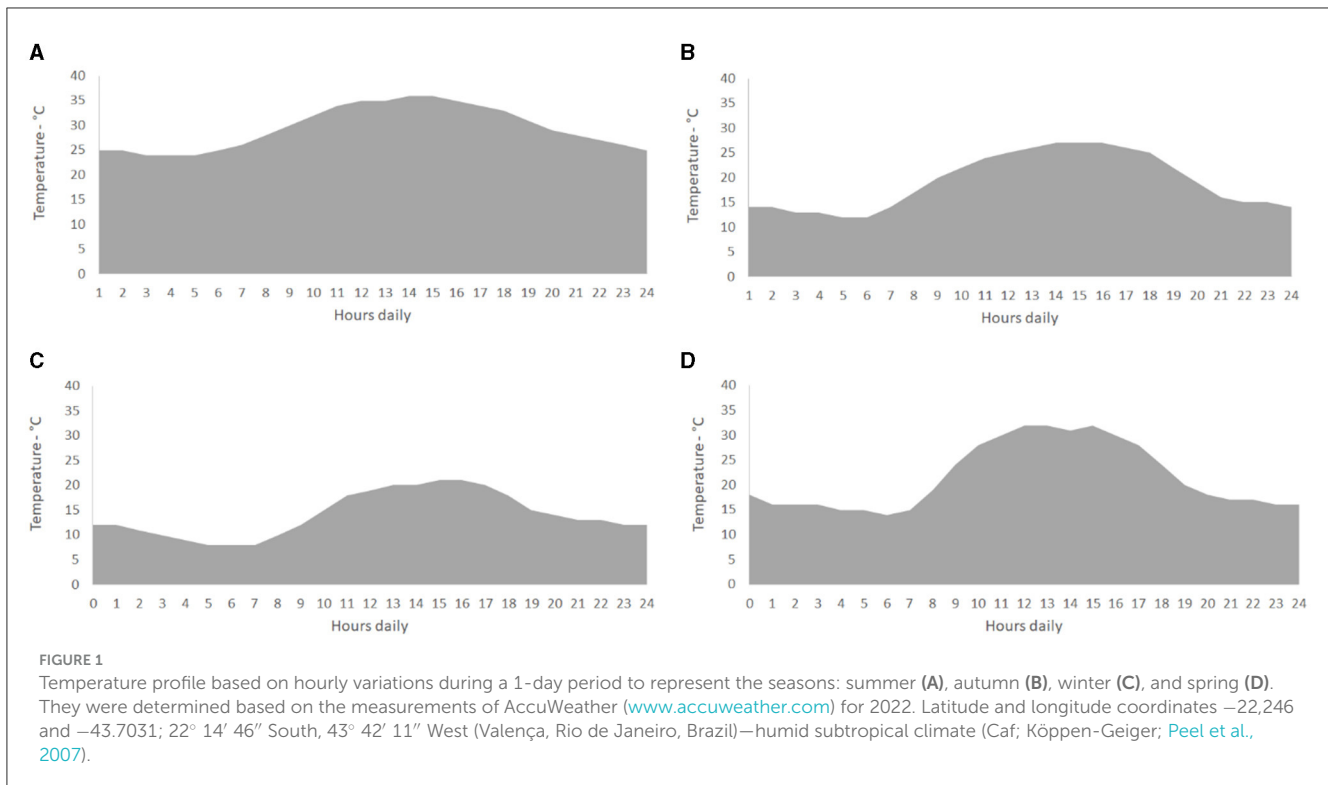 A
40
35
30
25
20
15
10
5
0
Temperature - °C
1 2 3 4 5 6 7 8 9 10 11 12 13 14 15 16 17 18 19 20 21 22 23 24
Hours daily
B
40
35
30
25
20
15
10
5
0
Temperature - °C
1 2 3 4 5 6 7 8 9 10 11 12 13 14 15 16 17 18 19 20 21 22 23 24
Hours daily
C
40
35
30
25
20
15
10
5
0
Temperature - °C
0 1 2 3 4 5 6 7 8 9 10 11 12 13 14 15 16 17 18 19 20 21 22 23 24
Hours daily
D
40
35
30
25
20
15
10
5
0
Temperature - °C
0 1 2 3 4 5 6 7 8 9 10 11 12 13 14 15 16 17 18 19 20 21 22 23 24
Hours daily
FIGURE 1
Temperature profile based on hourly variations during a 1-day period to represent the seasons: summer (A), autumn (B), winter (C), and spring (D).
They were determined based on the measurements of AccuWeather (www.accuweather.com) for 2022. Latitude and longitude coordinates −22,246
and −43.7031; 22° 14′ 46″ South, 43° 42′ 11″ West (Valença, Rio de Janeiro, Brazil)—humid subtropical climate (Caf; Köppen-Geiger; Peel et al.,
2007).